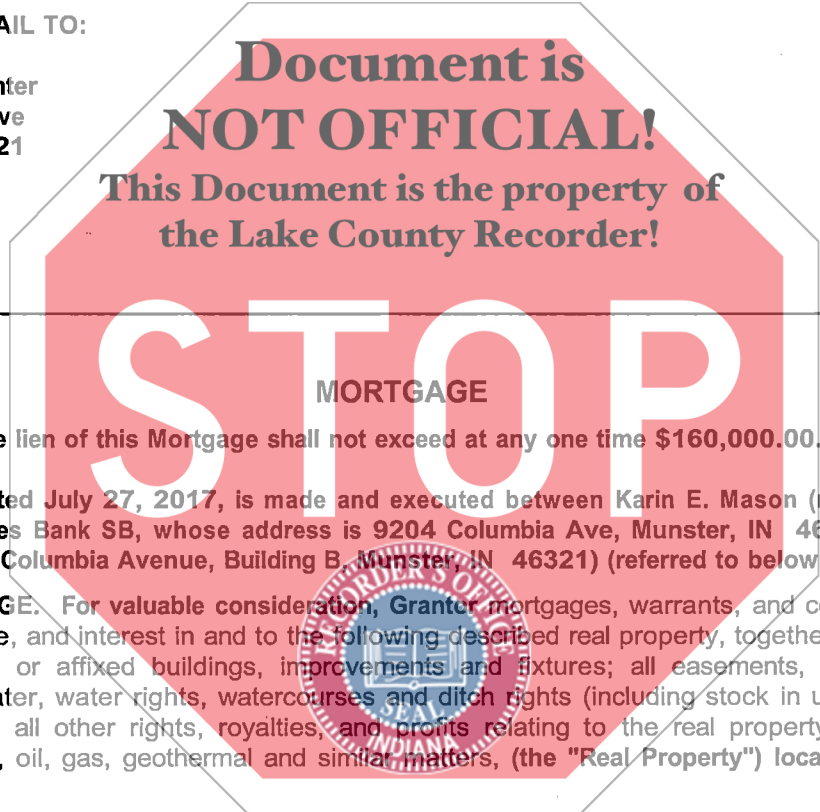 AIL TO:
Document is
nter
NOT OFFICIAL!
ve
21
This Document is the property of
the Lake County Recorder!
STOP
MORTGAGE
e lien of this Mortgage shall not exceed at any one time $160,000.00.
ted July 27, 2017, is made and executed between Karin E. Mason (
es Bank SB, whose address is 9204 Columbia Ave, Munster, IN 46
Columbia Avenue, Building B, Munster, IN 46321) (referred to below
GE. For valuable consideration, Grantor mortgages, warrants, and c
e, and interest in and to the following described real property, togethe
or affixed buildings, improvements and fixtures; all easements,
ater, water rights, watercourses and ditch rights (including stock in u
all other rights, royalties, and profits relating to the real property
, oil, gas, geothermal and similar matters, (the "Real Property") loca
RECORDER'S OFFICE
SEAL
INDIANA